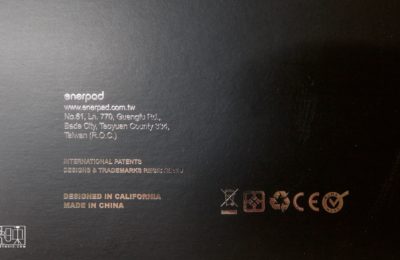 enerpad
www.enerpad.com.tw
No.61, Ln. 770, Guangfu Rd.,
Bade City, Taoyuan County 334,
Taiwan (R.O.C.)
INTERNATIONAL PATENTS
DESIGNS & TRADEMARKS REGISTERED
DESIGNED IN CALIFORNIA
MADE IN CHINA
CE